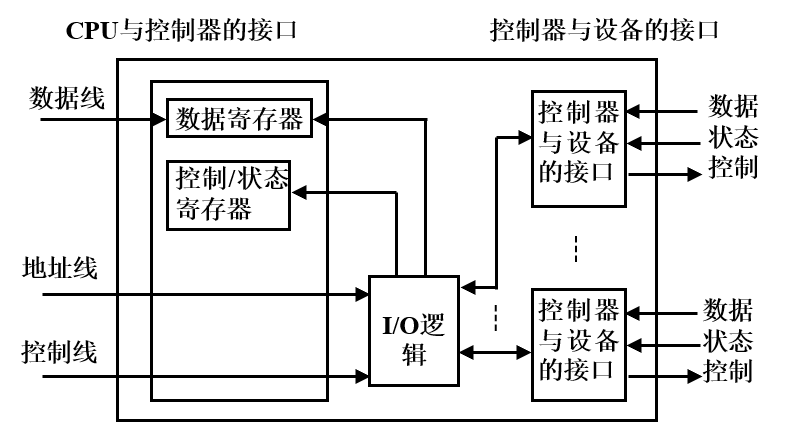 CPU与控制器的接口
控制器与设备的接口
数据线
数据寄存器
控制/状态
寄存器
地址线
控制线
I/O逻
辑
控制器
与设备
的接口
数据
状态
控制
控制器
与设备
的接口
数据
状态
控制